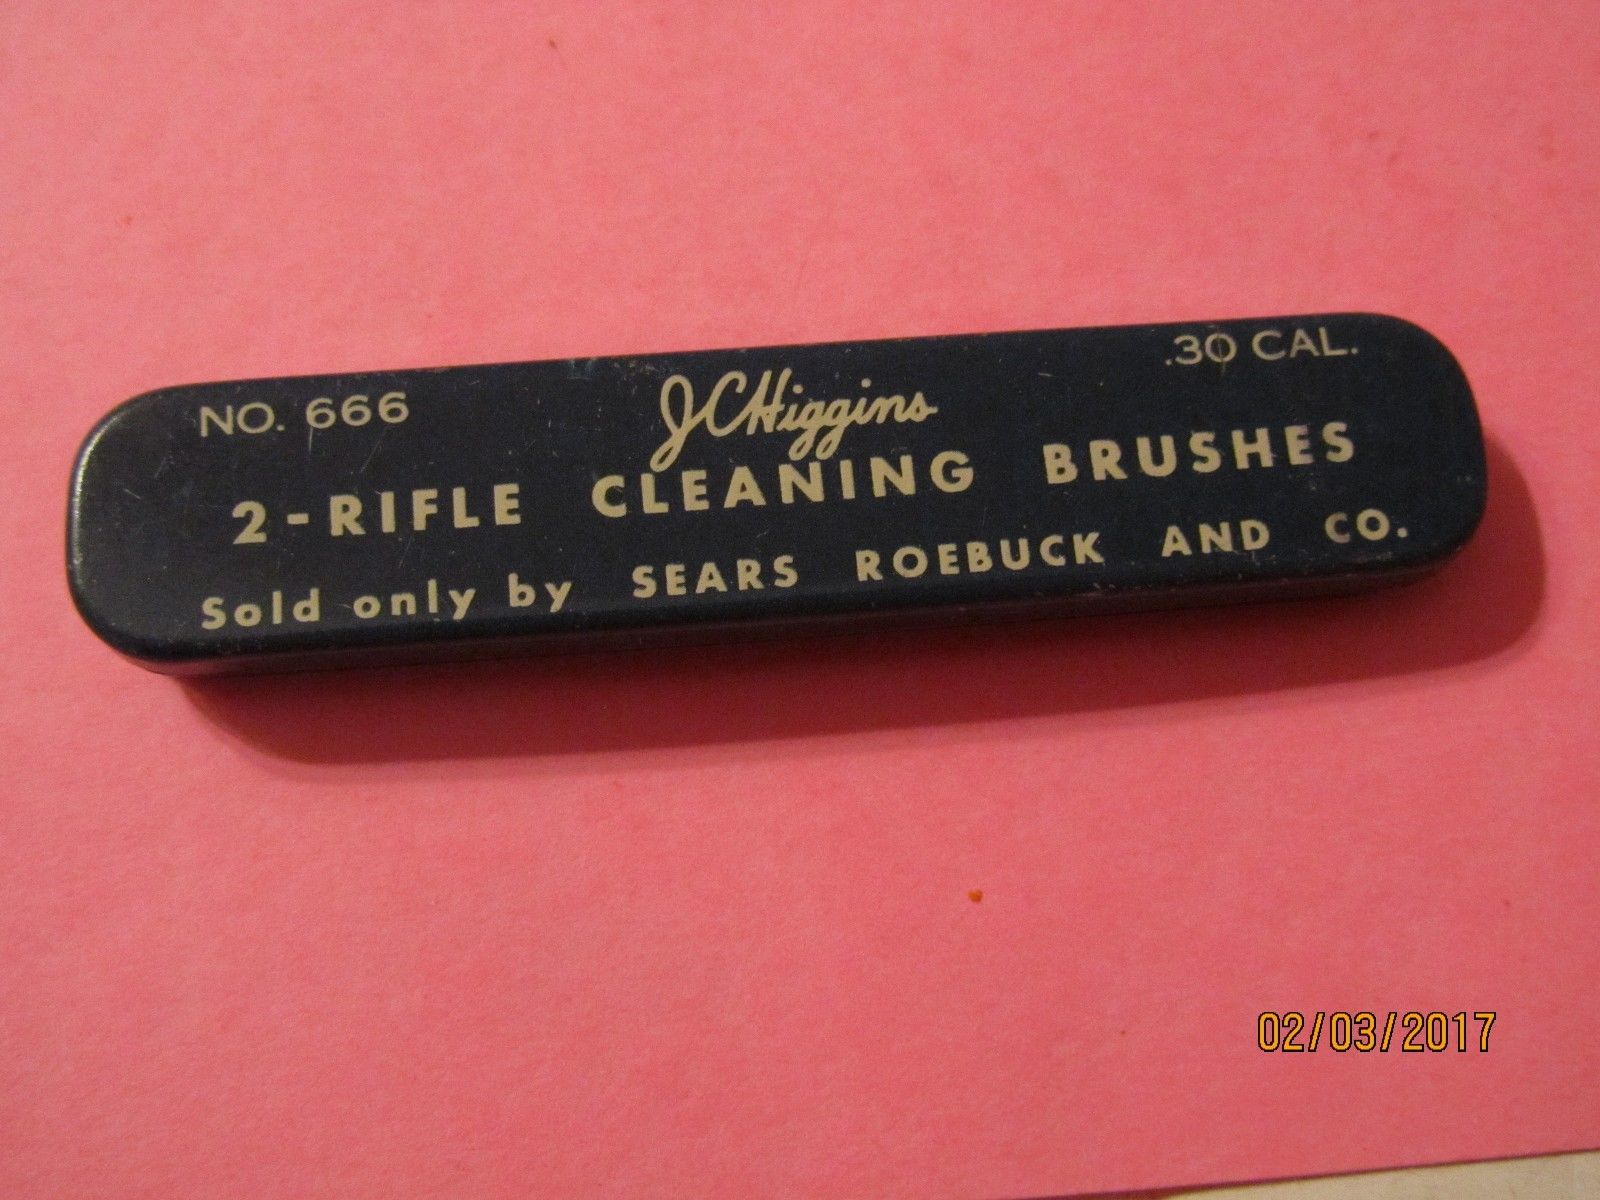 NO. 666
JCHiggins
.30 CAL.
2-RIFLE CLEANING BRUSHES
Sold only by SEARS ROEBUCK AND CO.
02/03/2017